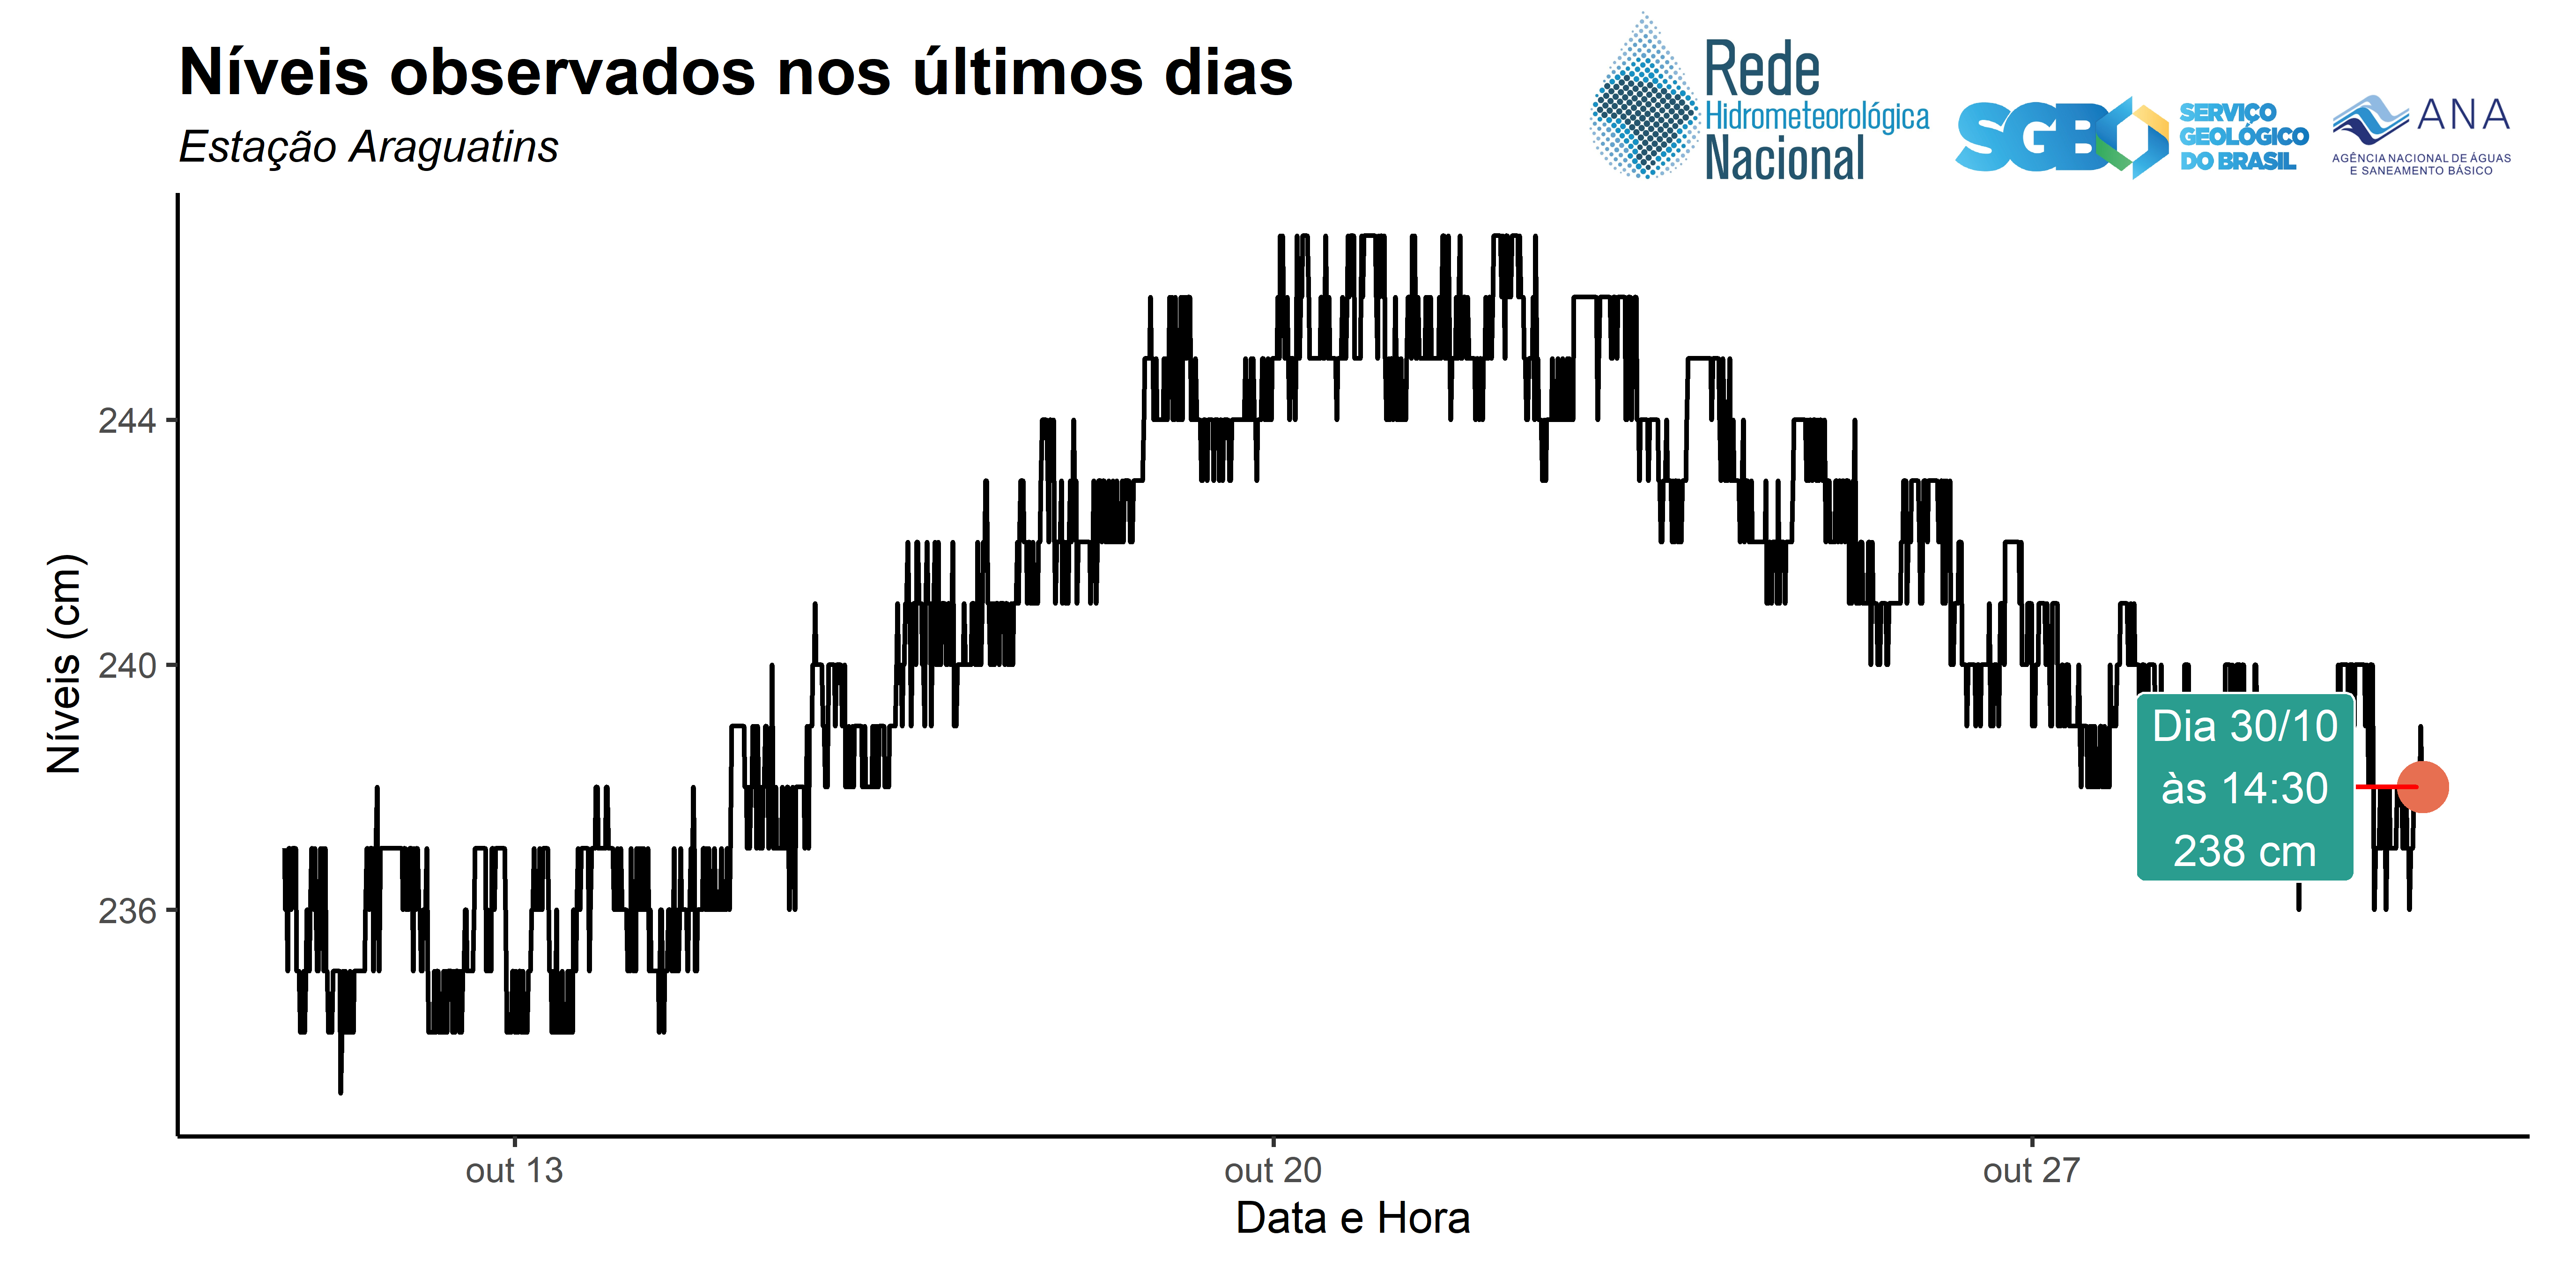 Níveis observados nos últimos dias
Estação Araguatins
Rede
Hidrometeorológica
Nacional
SGB
SERVIÇO
GEOLÓGICO
DO BRASIL
ANA
AGÊNCIA NACIONAL DE ÁGUAS
E SANEAMENTO BÁSICO
Níveis (cm)
244
240
236
Dia 30/10
às 14:30
238 cm
out 13
out 20
out 27
Data e Hora